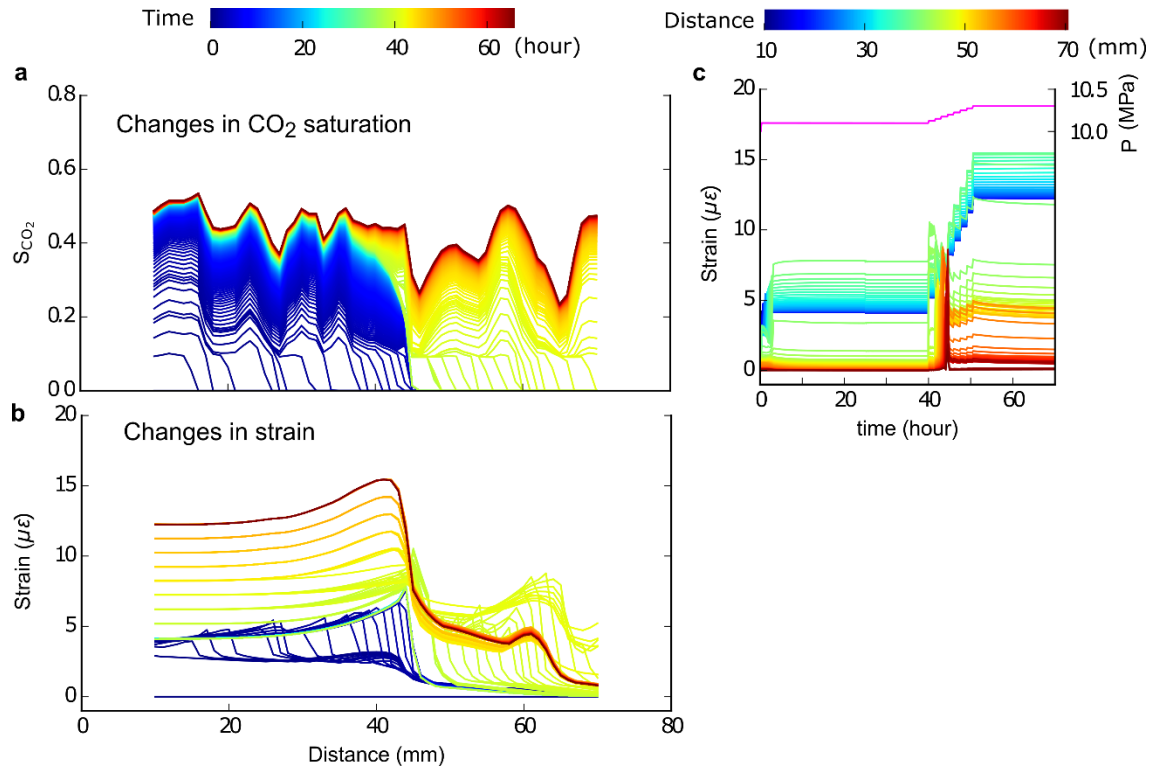 Time
0 20 40 60 (hour)
Distance
10 30 50 70 (mm)
a
0.8
0.6
0.4
0.2
0.0
S_CO2
Changes in CO2 saturation
b
20
15
10
5
0
Strain (με)
Changes in strain
0 20 40 60 80
Distance (mm)
c
20
15
10
5
0
Strain (με)
10.5
10.0
P (MPa)
0 20 40 60
time (hour)